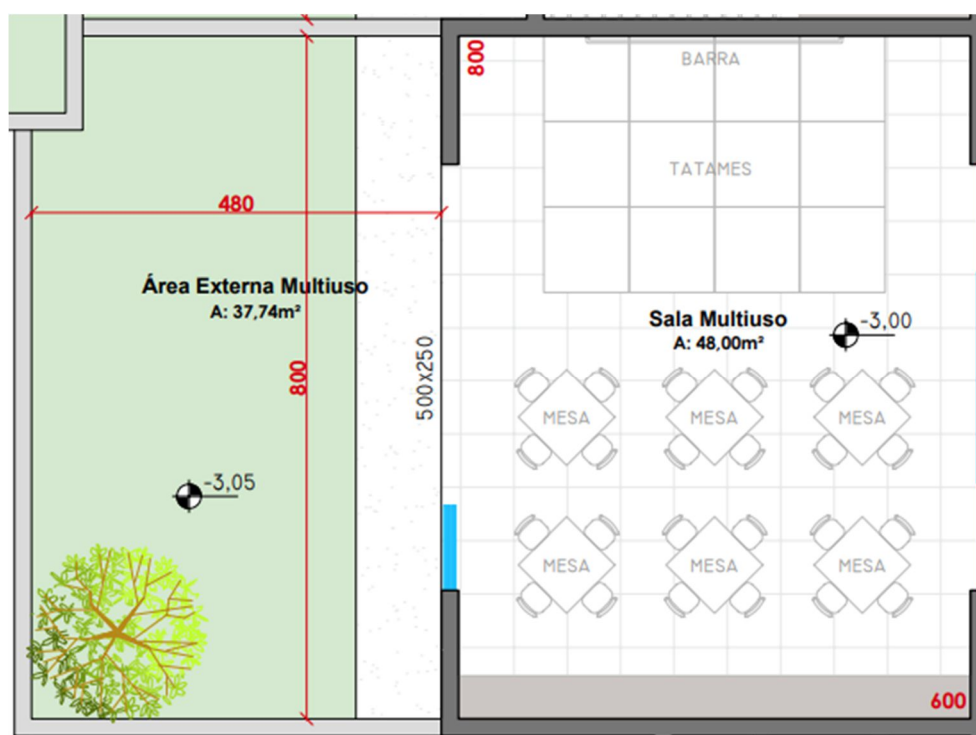 800
BARRA
TATAMES
480
Área Externa Multiuso
A: 37,74m²
800
500x250
Sala Multiuso
A: 48,00m²
-3,00
MESA
MESA
MESA
-3,05
MESA
MESA
MESA
600